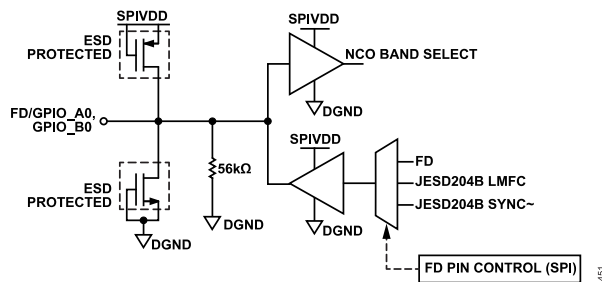 SPIVDD
ESD
PROTECTED
SPIVDD
NCO BAND SELECT
DGND
FD/GPIO_A0,
GPIO_B0
SPIVDD
56kΩ
FD
JESD204B LMFC
JESD204B SYNC~
ESD
PROTECTED
DGND
DGND
DGND
FD PIN CONTROL (SPI)
451